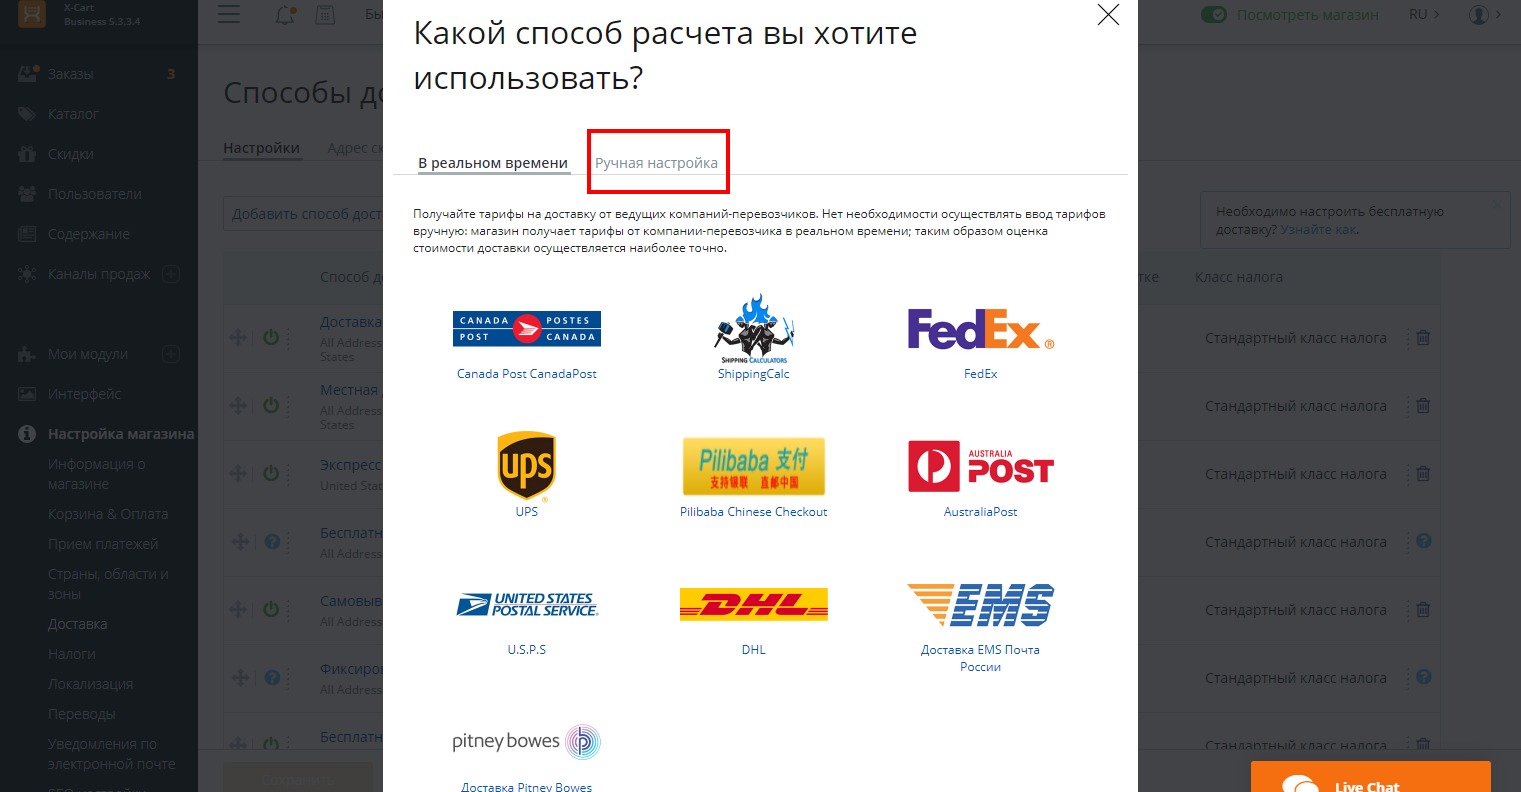 X-Cart
Business 5.3.3.4
Посмотреть магазин
RU
Заказы
3
Каталог
Скидки
Пользователи
Содержание
Каналы продаж
Мои модули
Интерфейс
Настройка магазина
Информация о
магазине
Корзина & Оплата
Прием платежей
Страны, области и
зоны
Доставка
Налоги
Локализация
Переводы
Уведомления по
электронной почте
Способы до
Настройки
Адрес ск
Добавить способ дост
Необходимо настроить бесплатную
доставку? Узнайте как.
Способ до
тке
Класс налога
Доставка
All Address
States
Стандартный класс налога
Местная
All Address
States
Стандартный класс налога
Экспресс
United Stat
Стандартный класс налога
Бесплатн
All Address
Стандартный класс налога
Самовыв
All Address
Стандартный класс налога
Фиксиров
All Address
Стандартный класс налога
Бесплатн
Стандартный класс налога
Сохранить
Какой способ расчета вы хотите
использовать?
В реальном времени
Ручная настройка
Получайте тарифы на доставку от ведущих компаний-перевозчиков. Нет необходимости осуществлять ввод тарифов
вручную: магазин получает тарифы от компании-перевозчика в реальном времени; таким образом оценка
стоимости доставки осуществляется наиболее точно.
CANADA POSTES
POST CANADA
Canada Post CanadaPost
SHIPPING CALCULATORS
ShippingCalc
FedEx®
FedEx
ups
UPS
Pilibaba 支付
支持银联 直邮中国
Pilibaba Chinese Checkout
AUSTRALIA
POST
AustraliaPost
UNITED STATES
POSTAL SERVICE®
U.S.P.S
DHL
DHL
EMS
Доставка EMS Почта
России
pitney bowes
Доставка Pitney Bowes
Live Chat